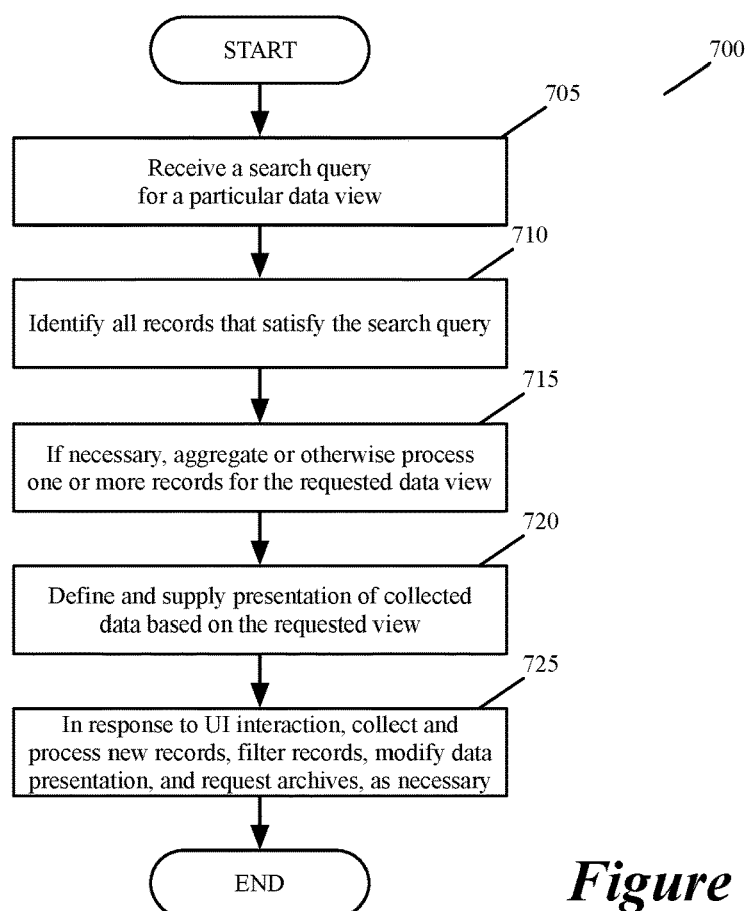 START
700
705
Receive a search query
for a particular data view
710
Identify all records that satisfy the search query
715
If necessary, aggregate or otherwise process
one or more records for the requested data view
720
Define and supply presentation of collected
data based on the requested view
725
In response to UI interaction, collect and
process new records, filter records, modify data
presentation, and request archives, as necessary
END
Figure